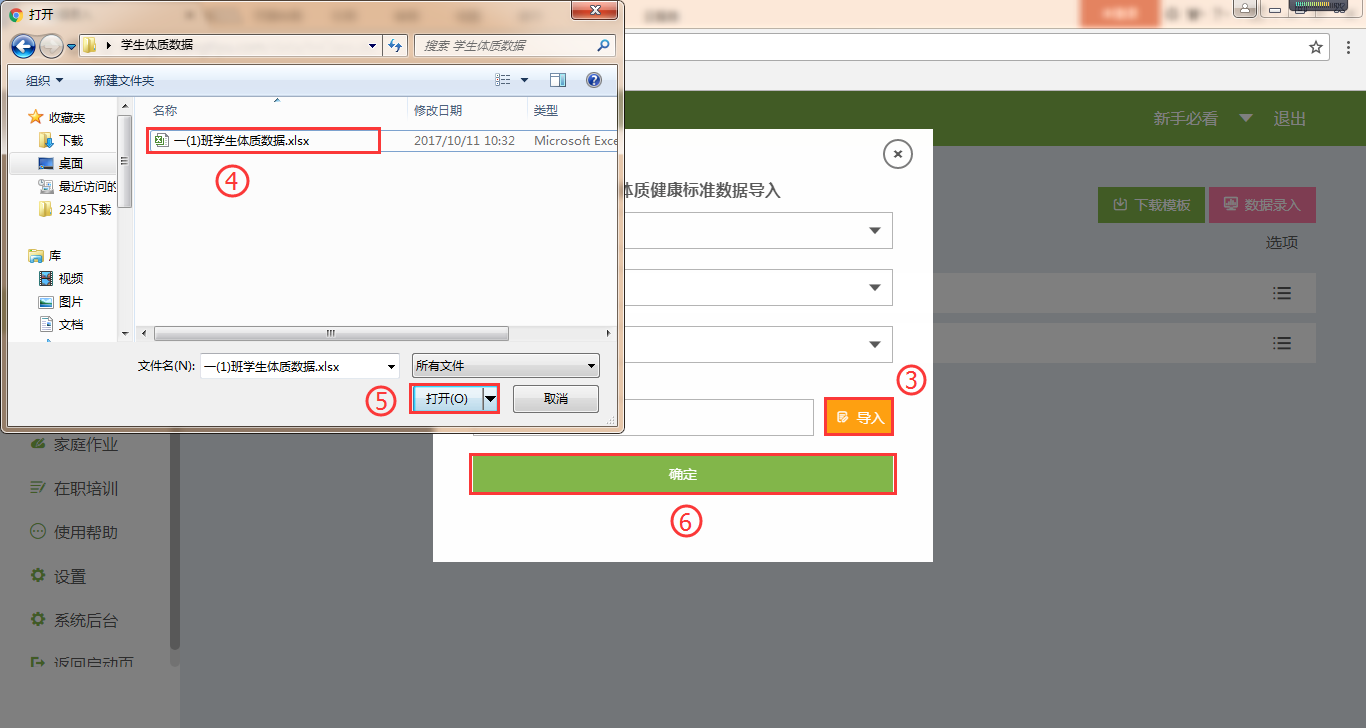 打开
学生体质数据
搜索 学生体质数据
组织
新建文件夹
名称
修改日期
类型
收藏夹
下载
桌面
最近访问的
2345下载
库
视频
图片
文档
一(1)班学生体质数据.xlsx
2017/10/11 10:32
Microsoft Exce
④
文件名(N):
一(1)班学生体质数据.xlsx
所有文件
⑤
打开(O)
取消
新手必看
退出
体质健康标准数据导入
下载模板
数据录入
选项
③
导入
确定
⑥
家庭作业
在职培训
使用帮助
设置
系统后台
返回启动页